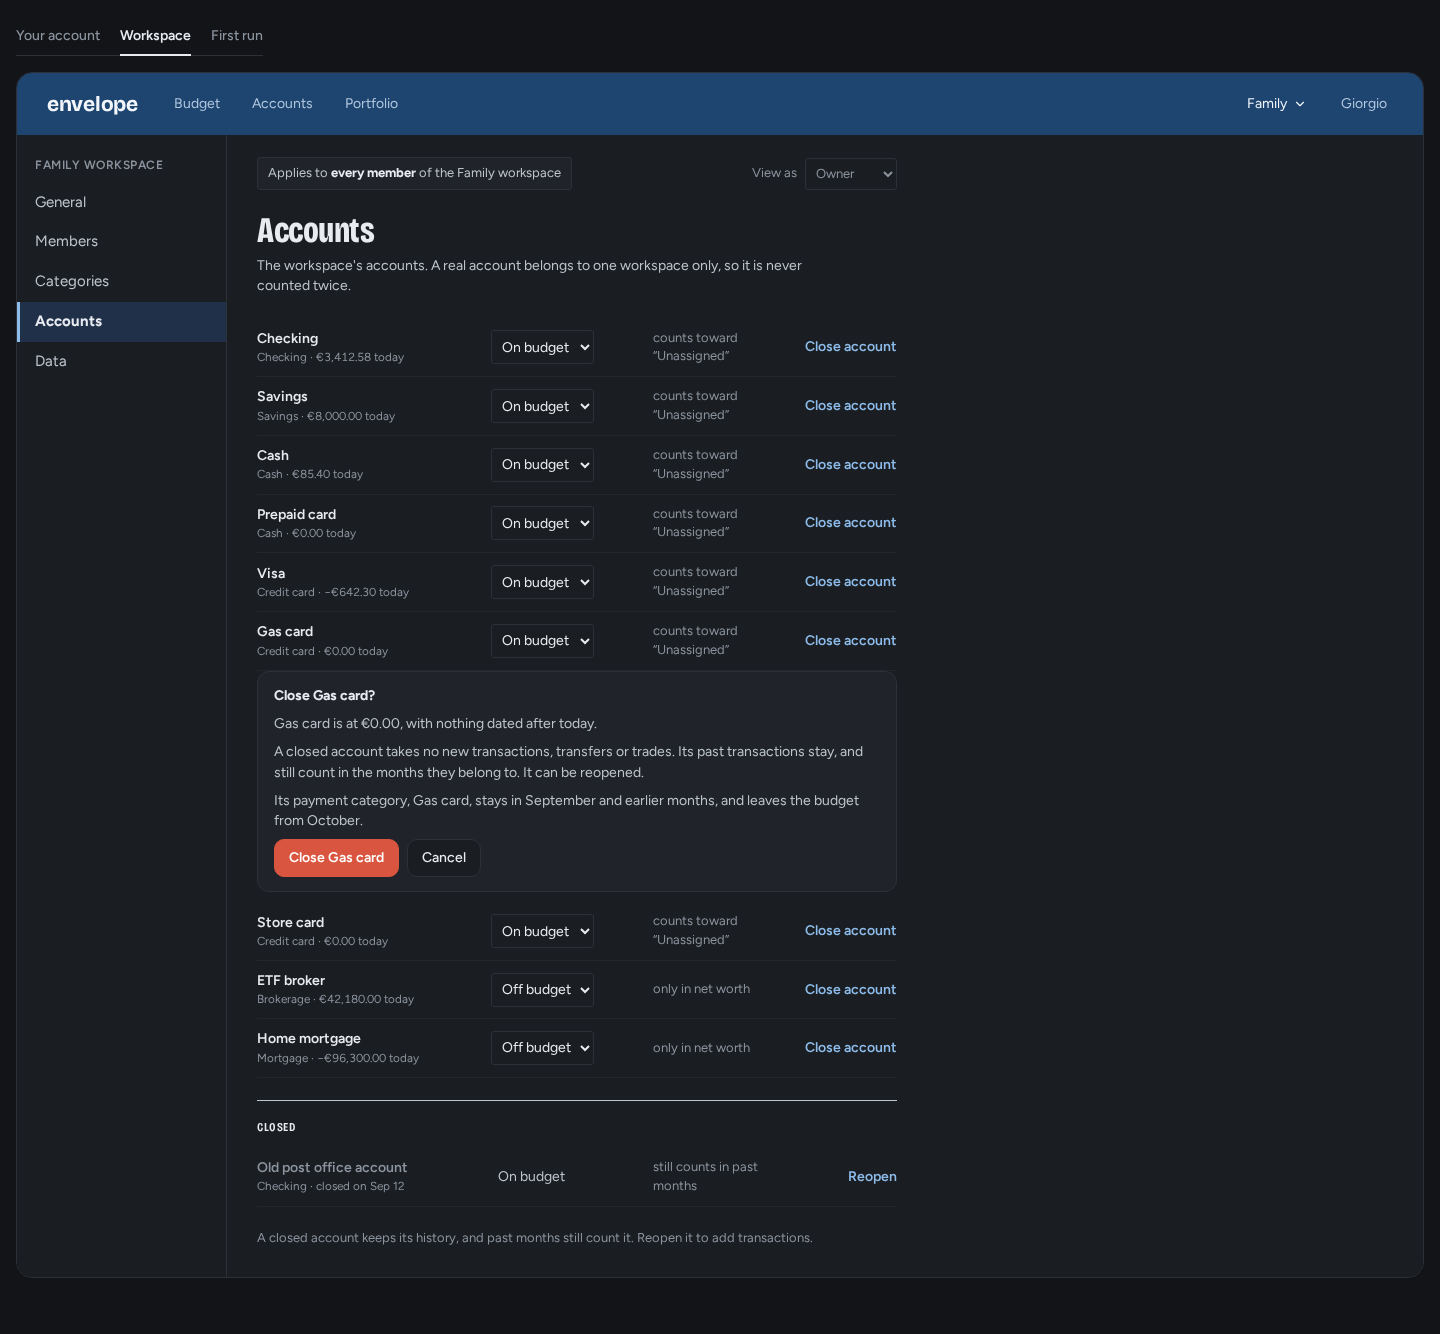 Your account Workspace First run
envelope Budget Accounts Portfolio Family Giorgio
FAMILY WORKSPACE
General
Members
Categories
Accounts
Data
Applies to every member of the Family workspace View as Owner
Accounts
The workspace's accounts. A real account belongs to one workspace only, so it is never
counted twice.
Checking
Checking · €3,412.58 today
On budget
counts toward
“Unassigned”
Close account
Savings
Savings · €8,000.00 today
On budget
counts toward
“Unassigned”
Close account
Cash
Cash · €85.40 today
On budget
counts toward
“Unassigned”
Close account
Prepaid card
Cash · €0.00 today
On budget
counts toward
“Unassigned”
Close account
Visa
Credit card · −€642.30 today
On budget
counts toward
“Unassigned”
Close account
Gas card
Credit card · €0.00 today
On budget
counts toward
“Unassigned”
Close account
Close Gas card?
Gas card is at €0.00, with nothing dated after today.
A closed account takes no new transactions, transfers or trades. Its past transactions stay, and
still count in the months they belong to. It can be reopened.
Its payment category, Gas card, stays in September and earlier months, and leaves the budget
from October.
Close Gas card Cancel
Store card
Credit card · €0.00 today
On budget
counts toward
“Unassigned”
Close account
ETF broker
Brokerage · €42,180.00 today
Off budget
only in net worth
Close account
Home mortgage
Mortgage · −€96,300.00 today
Off budget
only in net worth
Close account
CLOSED
Old post office account
Checking · closed on Sep 12
On budget
still counts in past
months
Reopen
A closed account keeps its history, and past months still count it. Reopen it to add transactions.